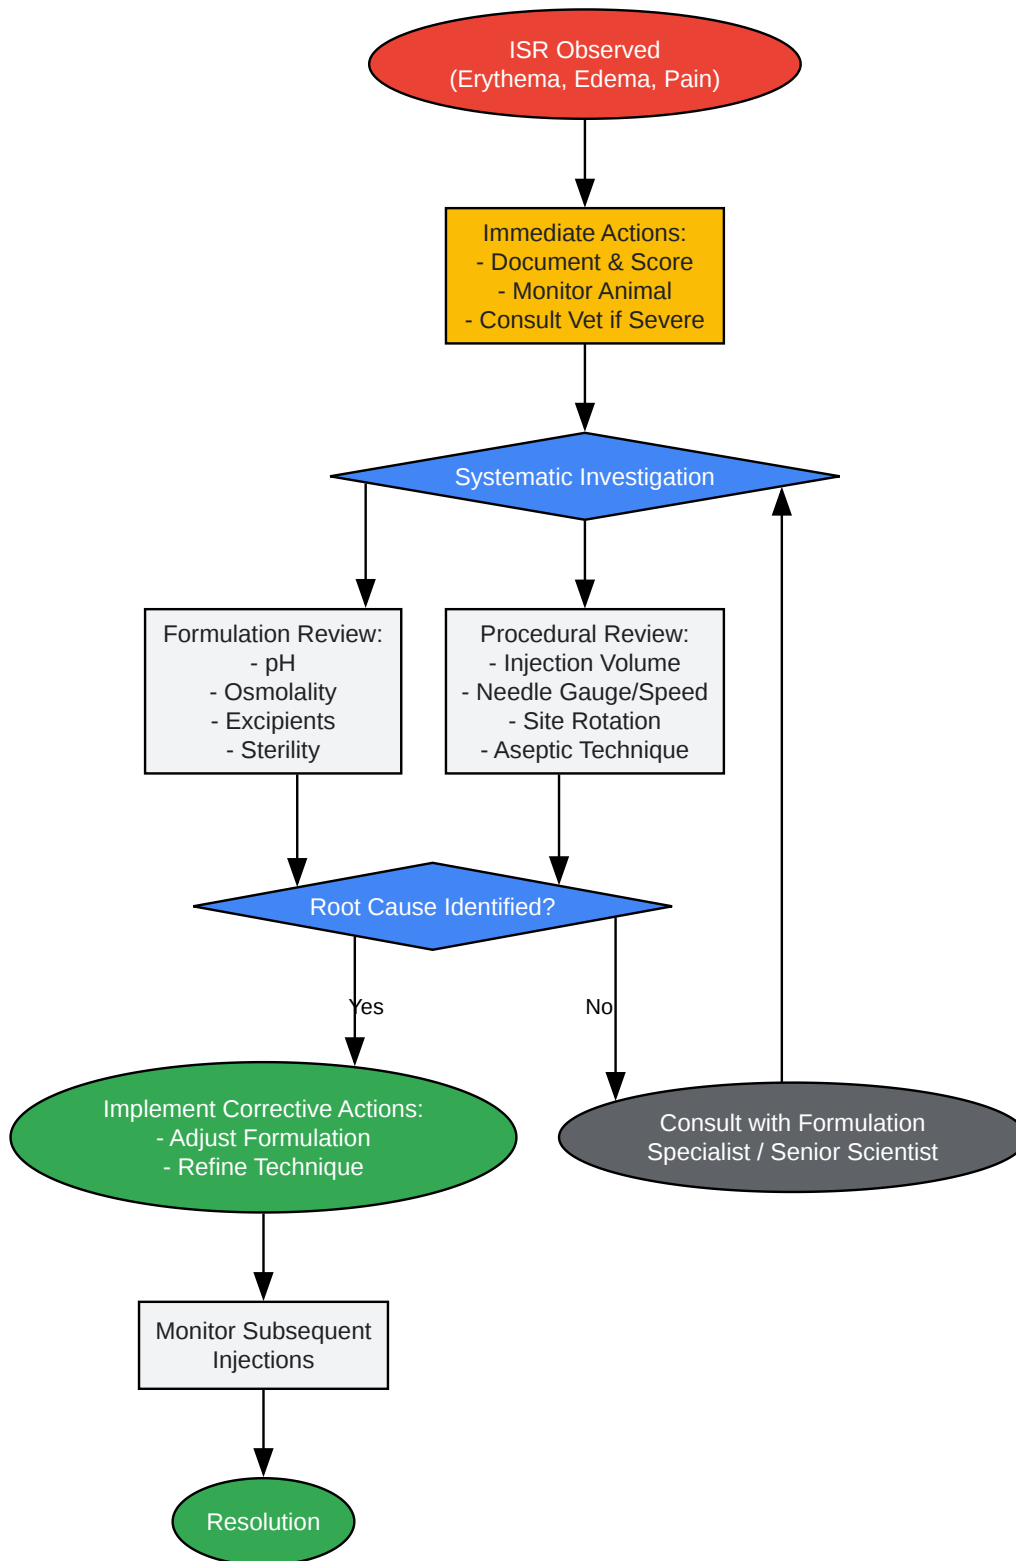 ISR Observed
(Erythema, Edema, Pain)
Immediate Actions:
- Document & Score
- Monitor Animal
- Consult Vet if Severe
Systematic Investigation
Formulation Review:
- pH
- Osmolality
- Excipients
- Sterility
Procedural Review:
- Injection Volume
- Needle Gauge/Speed
- Site Rotation
- Aseptic Technique
Root Cause Identified?
Yes
No
Implement Corrective Actions:
- Adjust Formulation
- Refine Technique
Consult with Formulation
Specialist / Senior Scientist
Monitor Subsequent
Injections
Resolution